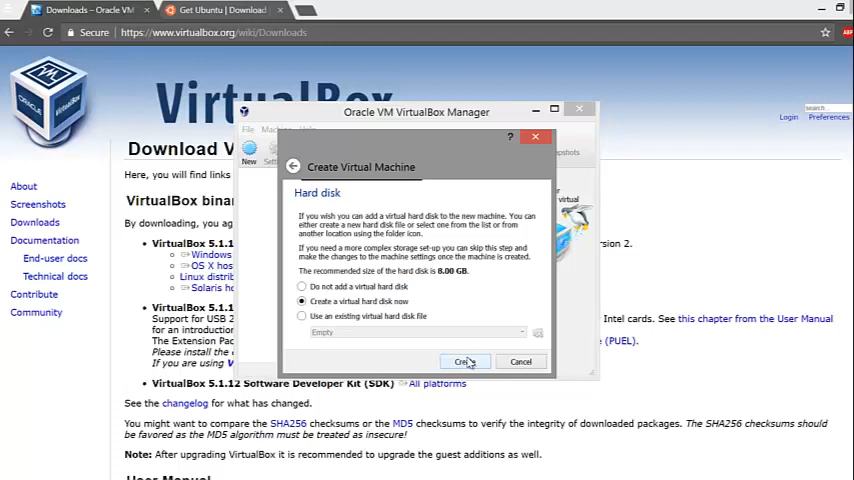 Downloads – Oracle VM
Get Ubuntu | Download
Secure
https://www.virtualbox.org/wiki/Downloads
ABP
VirtualBox
search...
Login
Preferences
Oracle VM VirtualBox Manager
File
Help
New
?
Create Virtual Machine
Hard disk
If you wish you can add a virtual hard disk to the new machine. You can
either create a new hard disk file or select one from the list or from
another location using the folder icon.
If you need a more complex storage set-up you can skip this step and
make the changes to the machine settings once the machine is created.
The recommended size of the hard disk is 8.00 GB.
Do not add a virtual hard disk
Create a virtual hard disk now
Use an existing virtual hard disk file
Empty
Cancel
virtual
About
Screenshots
Downloads
Documentation
End-user docs
Technical docs
Contribute
Community
Download V
Here, you will find links
VirtualBox bina
By downloading, you ag
VirtualBox 5.1.1
Windows
OS X hos
Linux distrib
Solaris ho
ersion 2.
VirtualBox 5.1.1
Support for USB 2
Intel cards. See this chapter from the User Manual
for an introduction
The Extension Pac
(PUEL).
Please install the
If you are using V
VirtualBox 5.1.12 Software Developer Kit (SDK)
All platforms
See the changelog for what has changed.
You might want to compare the SHA256 checksums or the MD5 checksums to verify the integrity of downloaded packages. The SHA256 checksums should
be favored as the MD5 algorithm must be treated as insecure!
Note: After upgrading VirtualBox it is recommended to upgrade the guest additions as well.
User Manual